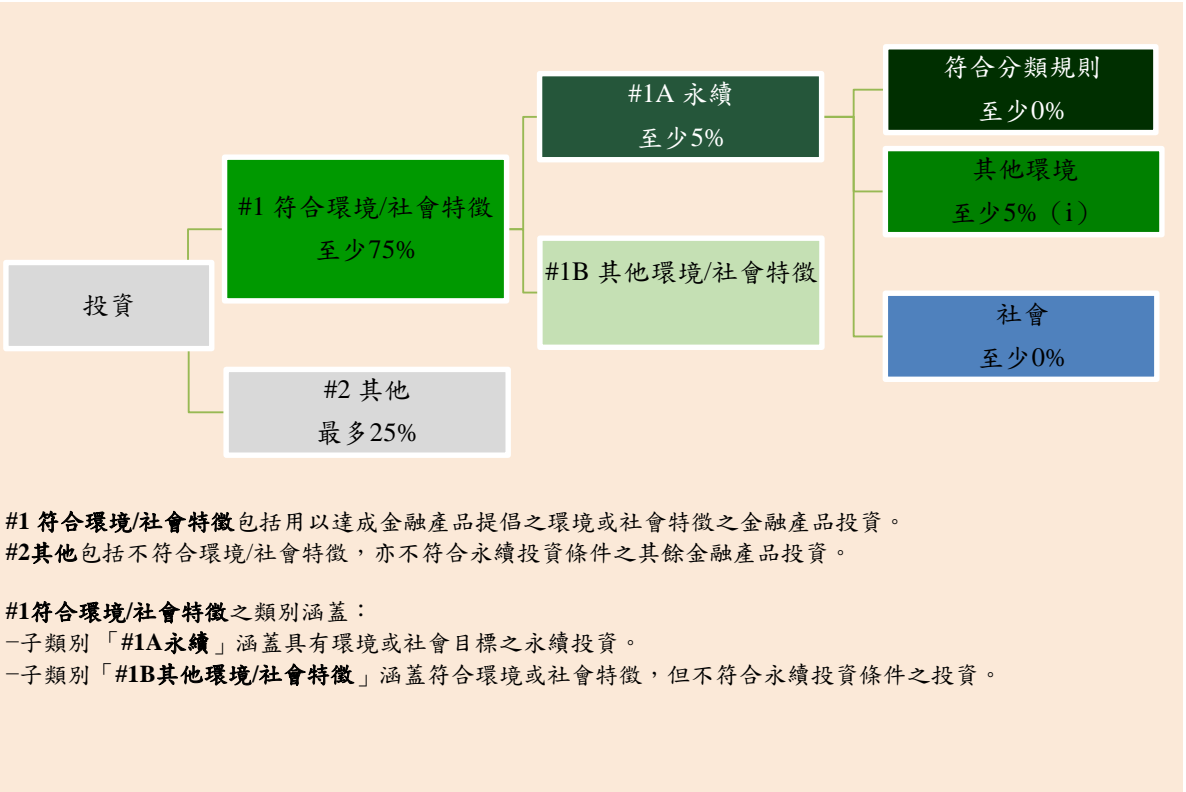 投資
#1 符合環境/社會特徵
至少75%
#2 其他
最多25%
#1A 永續
至少5%
#1B 其他環境/社會特徵
符合分類規則
至少0%
其他環境
至少5%（i）
社會
至少0%
#1 符合環境/社會特徵包括用以達成金融產品提倡之環境或社會特徵之金融產品投資。
#2其他包括不符合環境/社會特徵，亦不符合永續投資條件之其餘金融產品投資。
#1符合環境/社會特徵之類別涵蓋：
−子類別「#1A永續」涵蓋具有環境或社會目標之永續投資。
−子類別「#1B其他環境/社會特徵」涵蓋符合環境或社會特徵，但不符合永續投資條件之投資。